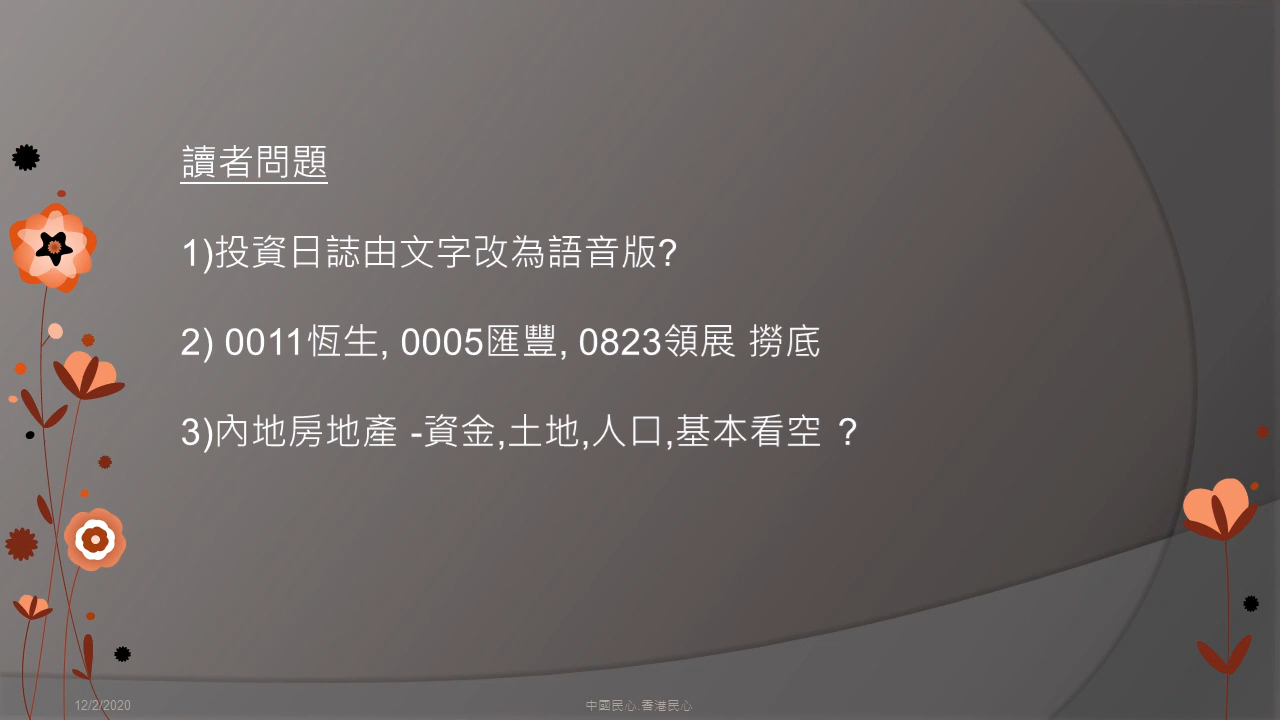 讀者問題
1)投資日誌由文字改為語音版?
2) 0011恆生, 0005匯豐, 0823領展 撈底
3)內地房地產 -資金,土地,人口,基本看空 ?
12/2/2020
中國民心.香港民心